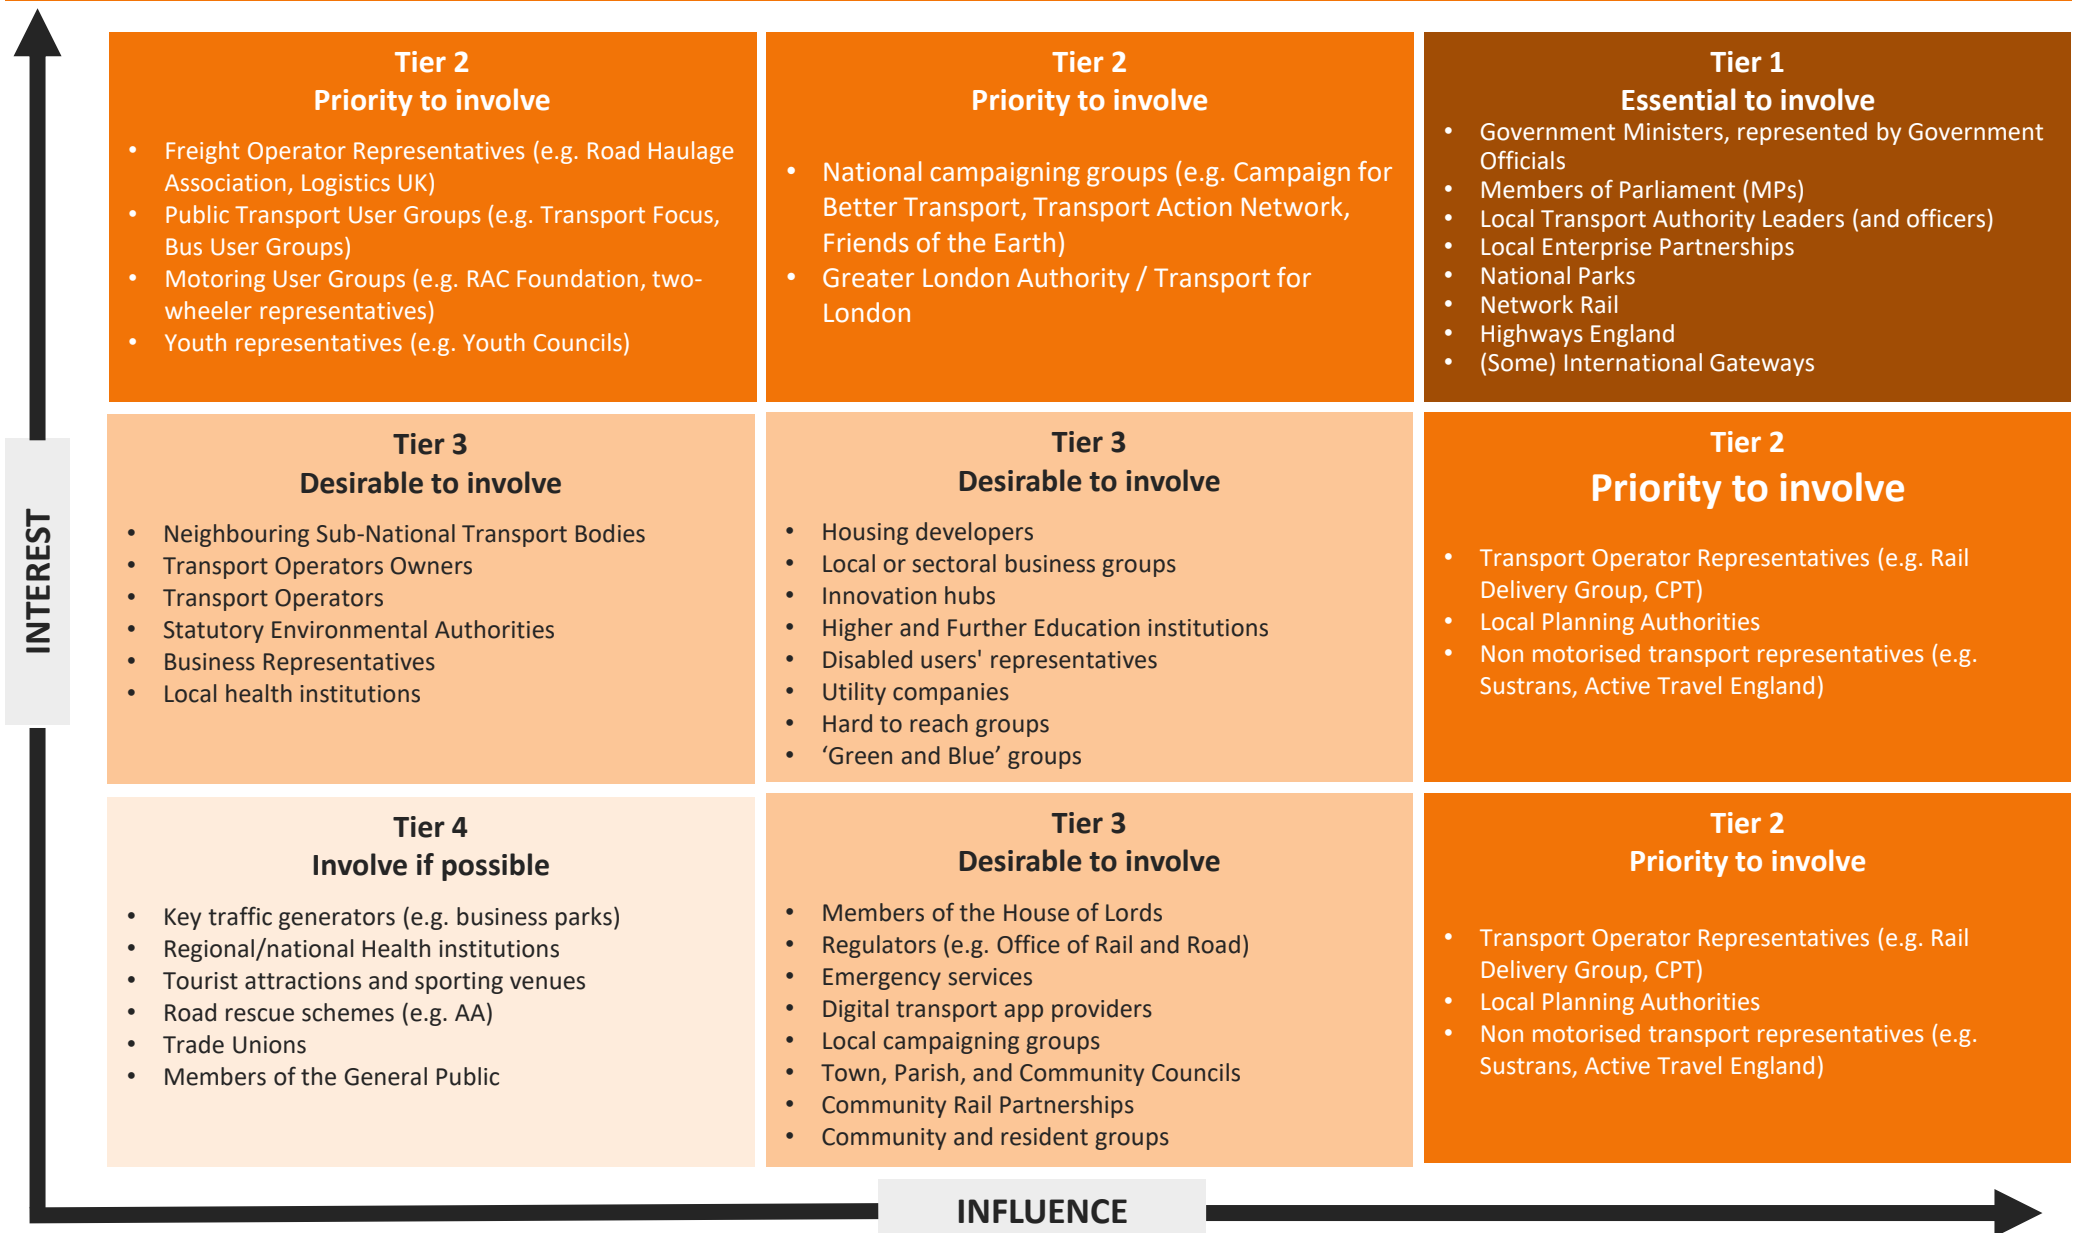 Tier 2
Priority to involve
• Freight Operator Representatives (e.g. Road Haulage
Association, Logistics UK)
• Public Transport User Groups (e.g. Transport Focus,
Bus User Groups)
• Motoring User Groups (e.g. RAC Foundation, two-
wheeler representatives)
• Youth representatives (e.g. Youth Councils)
Tier 2
Priority to involve
• National campaigning groups (e.g. Campaign for
Better Transport, Transport Action Network,
Friends of the Earth)
• Greater London Authority / Transport for
London
Tier 1
Essential to involve
• Government Ministers, represented by Government
Officials
• Members of Parliament (MPs)
• Local Transport Authority Leaders (and officers)
• Local Enterprise Partnerships
• National Parks
• Network Rail
• Highways England
• (Some) International Gateways
INTEREST
Tier 3
Desirable to involve
• Neighbouring Sub-National Transport Bodies
• Transport Operators Owners
• Transport Operators
• Statutory Environmental Authorities
• Business Representatives
• Local health institutions
Tier 3
Desirable to involve
• Housing developers
• Local or sectoral business groups
• Innovation hubs
• Higher and Further Education institutions
• Disabled users' representatives
• Utility companies
• Hard to reach groups
• ‘Green and Blue’ groups
Tier 2
Priority to involve
• Transport Operator Representatives (e.g. Rail
Delivery Group, CPT)
• Local Planning Authorities
• Non motorised transport representatives (e.g.
Sustrans, Active Travel England)
Tier 4
Involve if possible
• Key traffic generators (e.g. business parks)
• Regional/national Health institutions
• Tourist attractions and sporting venues
• Road rescue schemes (e.g. AA)
• Trade Unions
• Members of the General Public
Tier 3
Desirable to involve
• Members of the House of Lords
• Regulators (e.g. Office of Rail and Road)
• Emergency services
• Digital transport app providers
• Local campaigning groups
• Town, Parish, and Community Councils
• Community Rail Partnerships
• Community and resident groups
Tier 2
Priority to involve
• Transport Operator Representatives (e.g. Rail
Delivery Group, CPT)
• Local Planning Authorities
• Non motorised transport representatives (e.g.
Sustrans, Active Travel England)
INFLUENCE